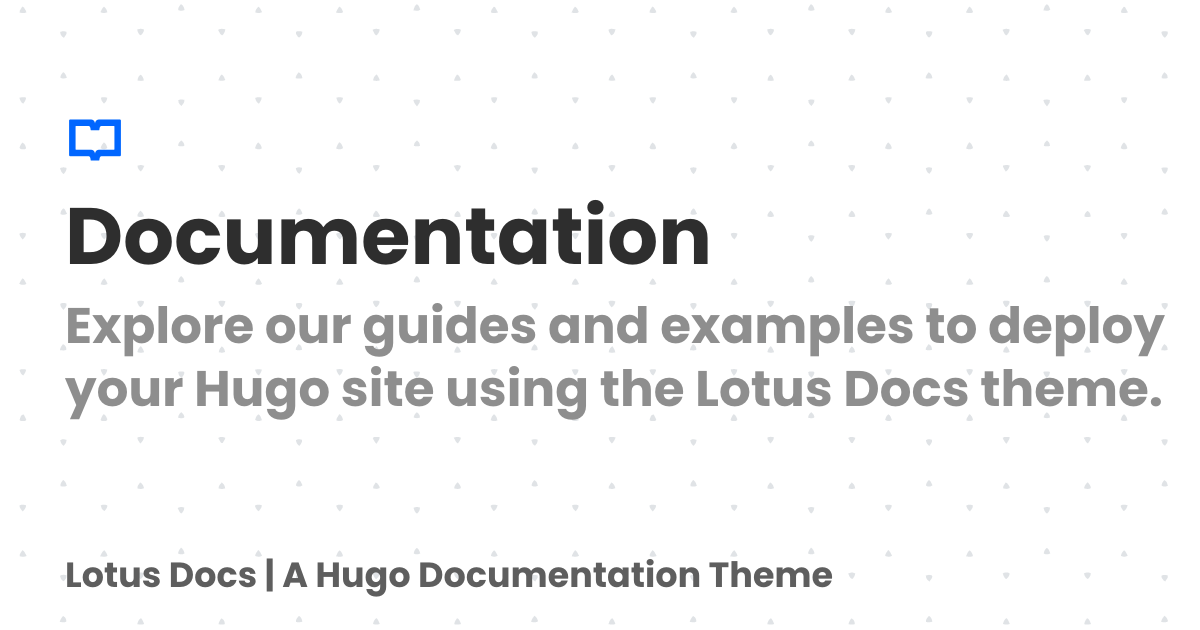 Documentation
Explore our guides and examples to deploy
your Hugo site using the Lotus Docs theme.
Lotus Docs | A Hugo Documentation Theme